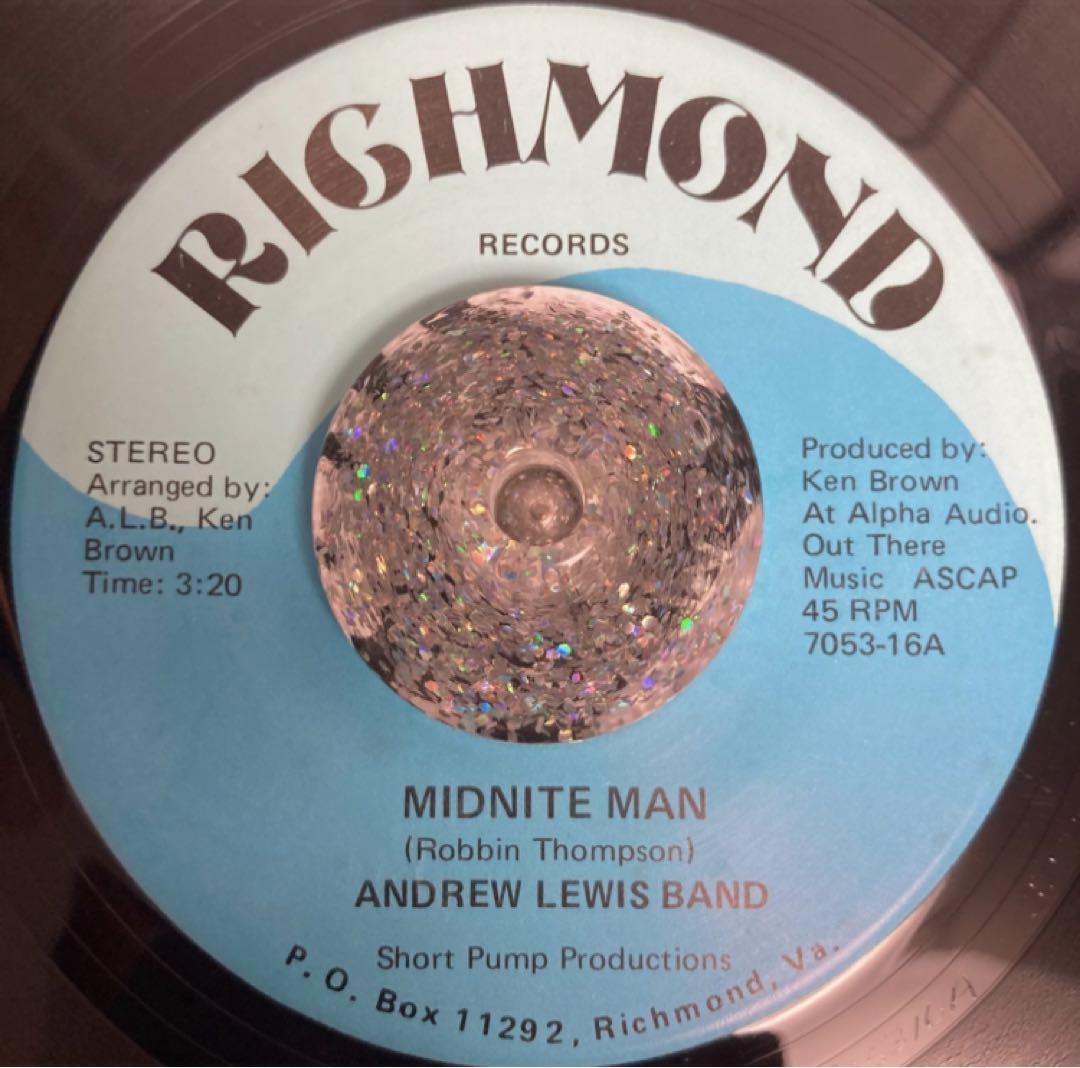 RICHMOND
RECORDS
STEREO
Arranged by:
A.L.B., Ken
Brown
Time: 3:20
Produced by:
Ken Brown
At Alpha Audio.
Out There
Music ASCAP
45 RPM
7053-16A
MIDNITE MAN
(Robbin Thompson)
ANDREW LEWIS BAND
Short Pump Productions
P. O. Box 11292, Richmond, Va.